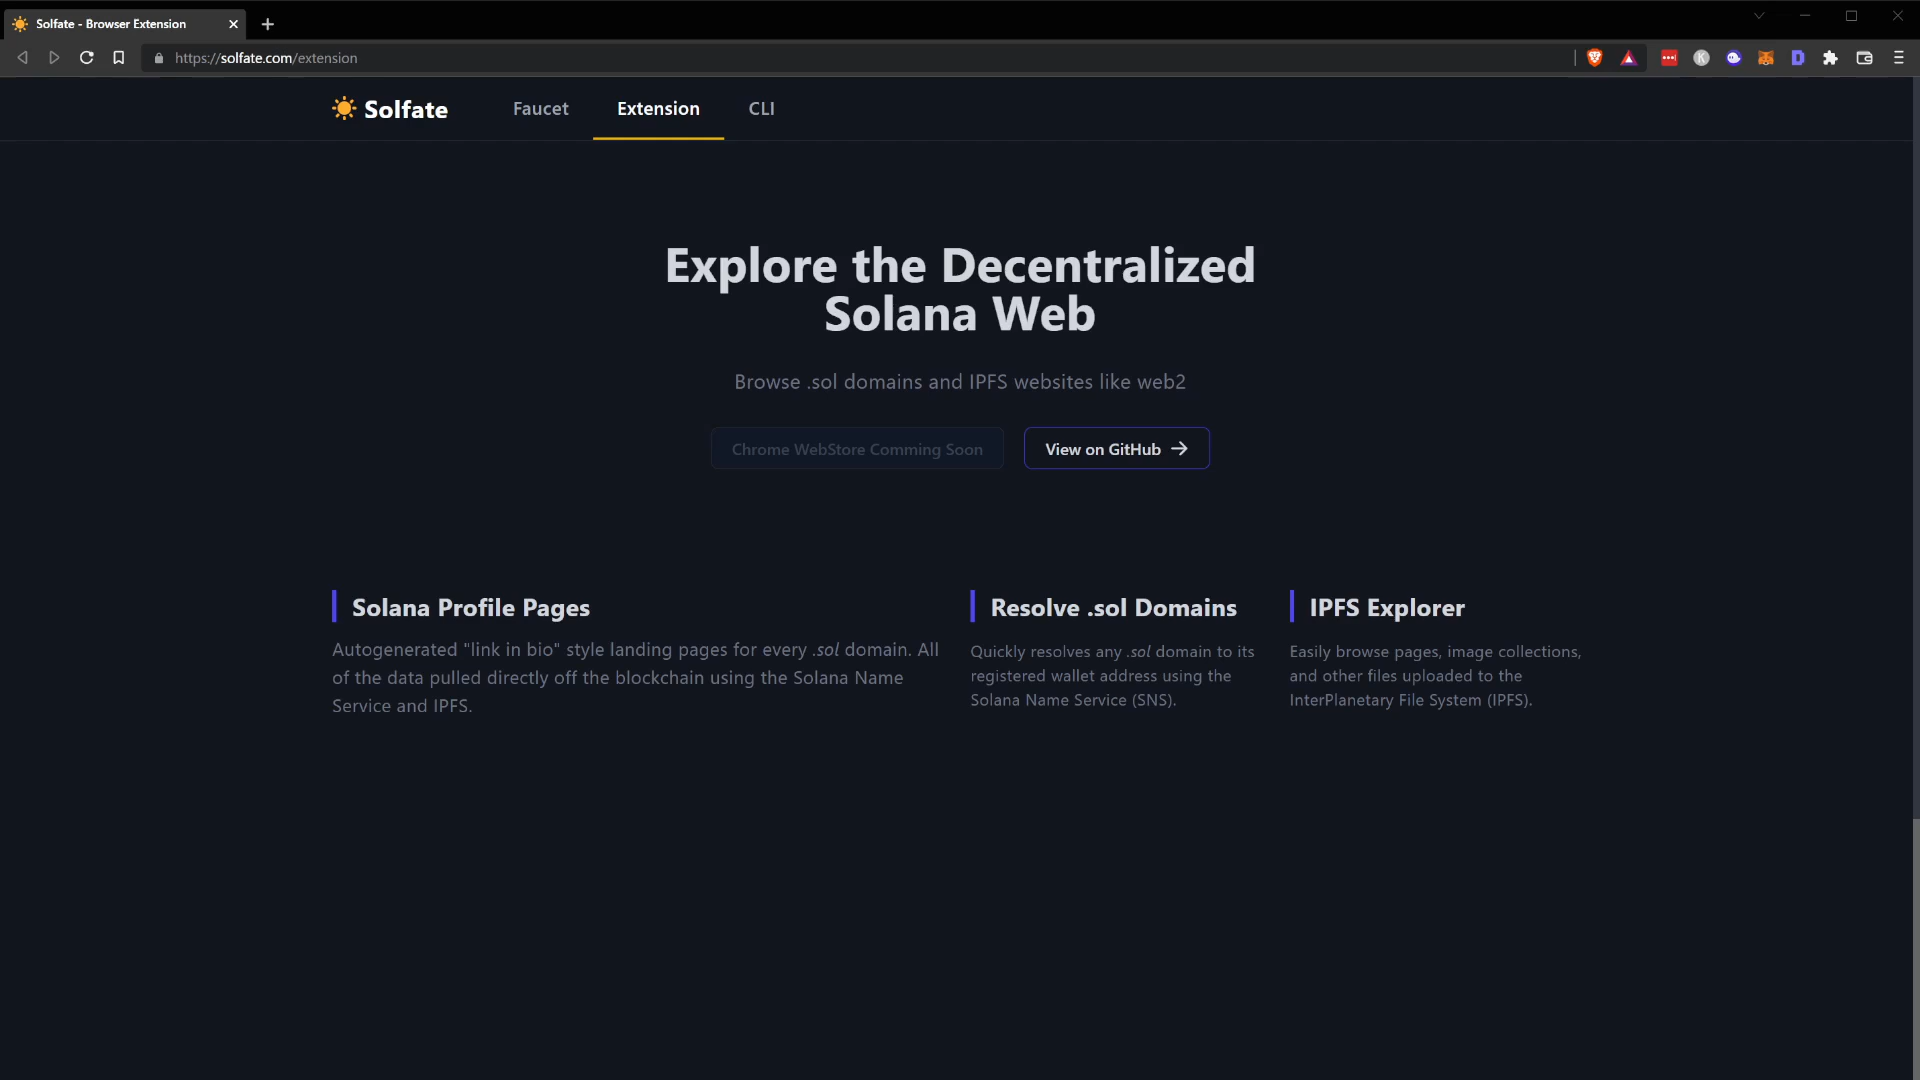 Solfate - Browser Extension
https://solfate.com/extension
Solfate
Faucet
Extension
CLI
Explore the Decentralized
Solana Web
Browse .sol domains and IPFS websites like web2
Chrome WebStore Comming Soon
View on GitHub
Solana Profile Pages
Autogenerated "link in bio" style landing pages for every .sol domain. All
of the data pulled directly off the blockchain using the Solana Name
Service and IPFS.
Resolve .sol Domains
Quickly resolves any .sol domain to its
registered wallet address using the
Solana Name Service (SNS).
IPFS Explorer
Easily browse pages, image collections,
and other files uploaded to the
InterPlanetary File System (IPFS).